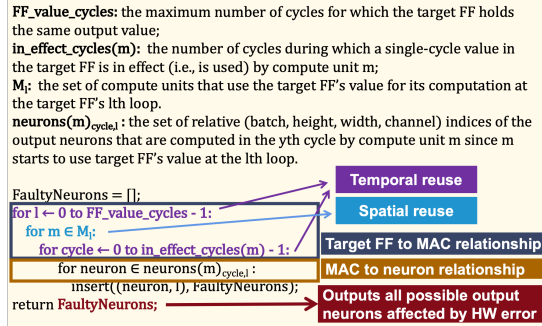 FF_value_cycles: the maximum number of cycles for which the target FF holds
the same output value;
in_effect_cycles(m): the number of cycles during which a single-cycle value in
the target FF is in effect (i.e., is used) by compute unit m;
Mₗ: the set of compute units that use the target FF's value for its computation at
the target FF's lth loop.
neurons(m)cycle,l : the set of relative (batch, height, width, channel) indices of the
output neurons that are computed in the yth cycle by compute unit m since m
starts to use target FF's value at the lth loop.
FaultyNeurons = [];
for l ← 0 to FF_value_cycles - 1:
for m ∈ Mₗ:
for cycle ← 0 to in_effect_cycles(m) - 1:
for neuron ∈ neurons(m)cycle,l :
insert((neuron, l), FaultyNeurons);
return FaultyNeurons;
Temporal reuse
Spatial reuse
Target FF to MAC relationship
MAC to neuron relationship
Outputs all possible output
neurons affected by HW error